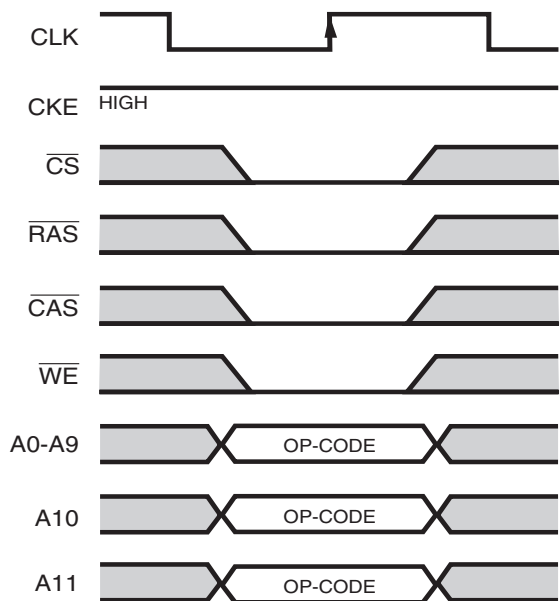 CLK
CKE HIGH
CS
RAS
CAS
WE
A0-A9 OP-CODE
A10 OP-CODE
A11 OP-CODE